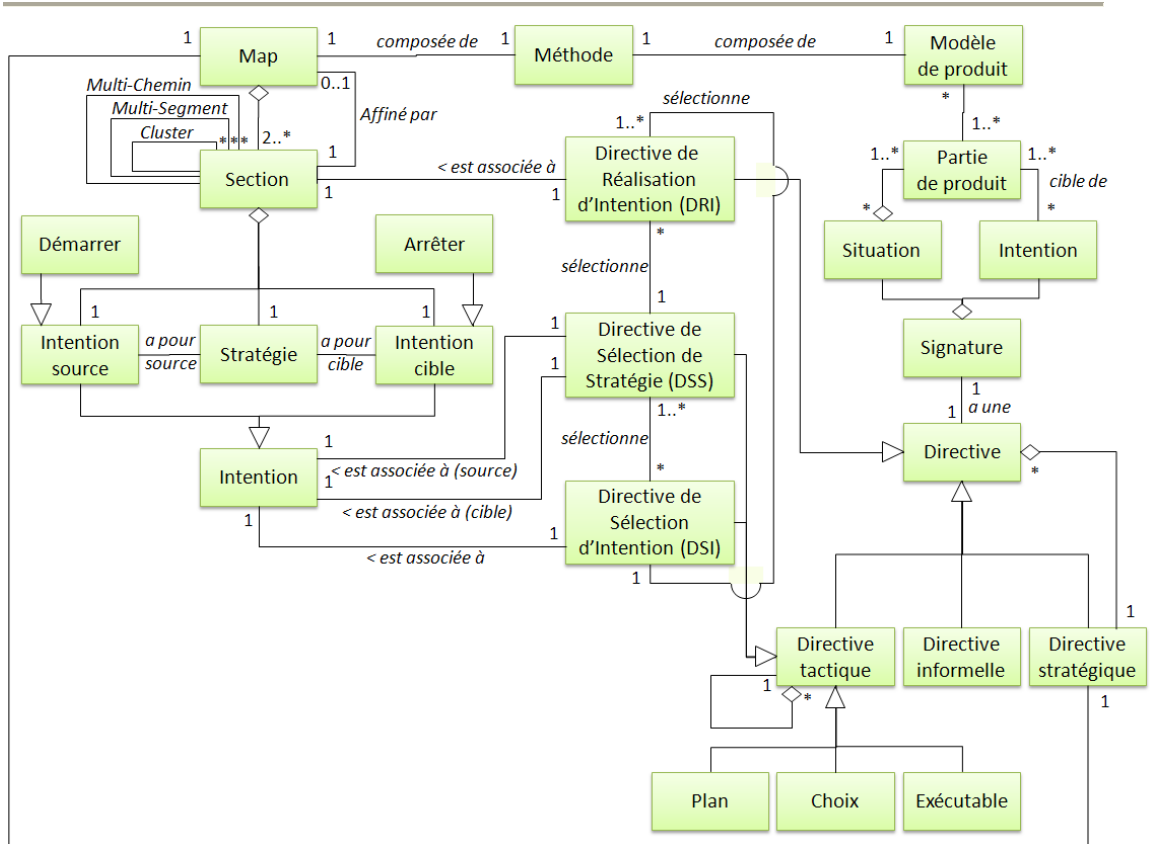 1
Map
1
composée de
1
Méthode
1
composée de
1
Modèle
de produit
0..1
*
Multi-Chemin
Multi-Segment
Cluster
Affiné par
sélectionne
***
2..*
1
1..*
1..*
Section
1
< est associée à
1
Directive de
Réalisation
d'Intention (DRI)
1..*
Partie
de produit
1..*
cible de
*
*
*
Démarrer
Arrêter
Situation
Intention
sélectionne
1
1
1
1
Intention
source
a pour
source
Stratégie
a pour
cible
Intention
cible
1
1
Directive de
Sélection de
Stratégie (DSS)
Signature
1
1..*
1
a une
sélectionne
Directive
*
*
Intention
1
< est associée à (source)
1
< est associée à (cible)
1
< est associée à
1
Directive de
Sélection
d'Intention (DSI)
1
1
Directive
tactique
Directive
informelle
Directive
stratégique
1
*
1
Plan
Choix
Exécutable